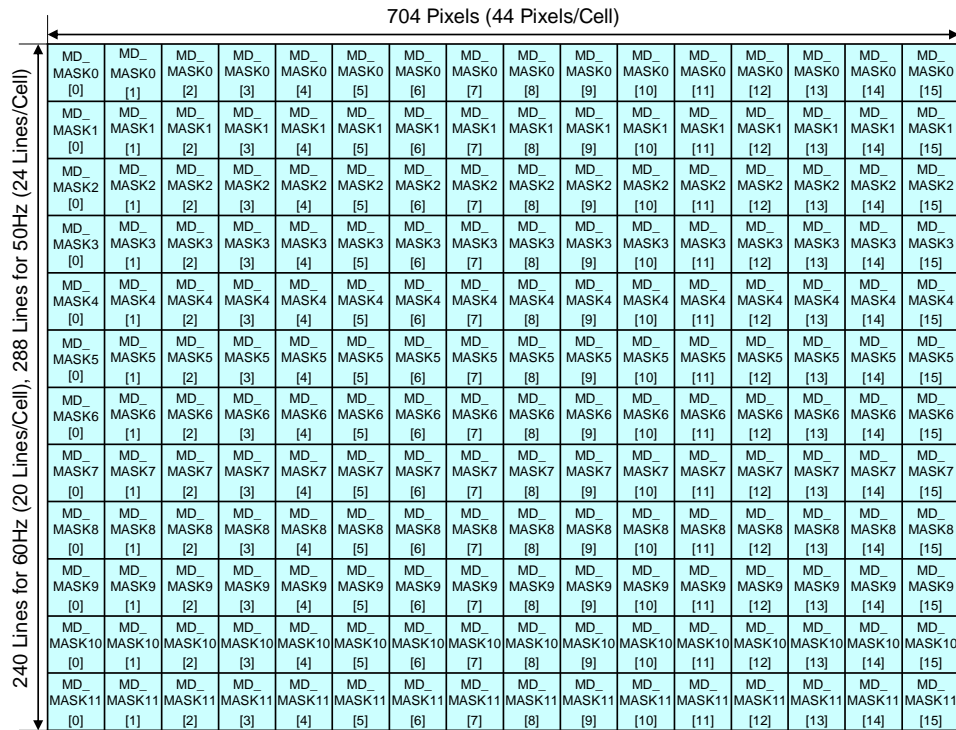 704 Pixels (44 Pixels/Cell)
240 Lines for 60Hz (20 Lines/Cell), 288 Lines for 50Hz (24 Lines/Cell)
MD_ MD_ MD_ MD_ MD_ MD_ MD_ MD_ MD_ MD_ MD_ MD_ MD_ MD_ MD_ MD_
MASK0 MASK0 MASK0 MASK0 MASK0 MASK0 MASK0 MASK0 MASK0 MASK0 MASK0 MASK0 MASK0 MASK0 MASK0 MASK0
[0] [1] [2] [3] [4] [5] [6] [7] [8] [9] [10] [11] [12] [13] [14] [15]
MD_ MD_ MD_ MD_ MD_ MD_ MD_ MD_ MD_ MD_ MD_ MD_ MD_ MD_ MD_ MD_
MASK1 MASK1 MASK1 MASK1 MASK1 MASK1 MASK1 MASK1 MASK1 MASK1 MASK1 MASK1 MASK1 MASK1 MASK1 MASK1
[0] [1] [2] [3] [4] [5] [6] [7] [8] [9] [10] [11] [12] [13] [14] [15]
MD_ MD_ MD_ MD_ MD_ MD_ MD_ MD_ MD_ MD_ MD_ MD_ MD_ MD_ MD_ MD_
MASK2 MASK2 MASK2 MASK2 MASK2 MASK2 MASK2 MASK2 MASK2 MASK2 MASK2 MASK2 MASK2 MASK2 MASK2 MASK2
[0] [1] [2] [3] [4] [5] [6] [7] [8] [9] [10] [11] [12] [13] [14] [15]
MD_ MD_ MD_ MD_ MD_ MD_ MD_ MD_ MD_ MD_ MD_ MD_ MD_ MD_ MD_ MD_
MASK3 MASK3 MASK3 MASK3 MASK3 MASK3 MASK3 MASK3 MASK3 MASK3 MASK3 MASK3 MASK3 MASK3 MASK3 MASK3
[0] [1] [2] [3] [4] [5] [6] [7] [8] [9] [10] [11] [12] [13] [14] [15]
MD_ MD_ MD_ MD_ MD_ MD_ MD_ MD_ MD_ MD_ MD_ MD_ MD_ MD_ MD_ MD_
MASK4 MASK4 MASK4 MASK4 MASK4 MASK4 MASK4 MASK4 MASK4 MASK4 MASK4 MASK4 MASK4 MASK4 MASK4 MASK4
[0] [1] [2] [3] [4] [5] [6] [7] [8] [9] [10] [11] [12] [13] [14] [15]
MD_ MD_ MD_ MD_ MD_ MD_ MD_ MD_ MD_ MD_ MD_ MD_ MD_ MD_ MD_ MD_
MASK5 MASK5 MASK5 MASK5 MASK5 MASK5 MASK5 MASK5 MASK5 MASK5 MASK5 MASK5 MASK5 MASK5 MASK5 MASK5
[0] [1] [2] [3] [4] [5] [6] [7] [8] [9] [10] [11] [12] [13] [14] [15]
MD_ MD_ MD_ MD_ MD_ MD_ MD_ MD_ MD_ MD_ MD_ MD_ MD_ MD_ MD_ MD_
MASK6 MASK6 MASK6 MASK6 MASK6 MASK6 MASK6 MASK6 MASK6 MASK6 MASK6 MASK6 MASK6 MASK6 MASK6 MASK6
[0] [1] [2] [3] [4] [5] [6] [7] [8] [9] [10] [11] [12] [13] [14] [15]
MD_ MD_ MD_ MD_ MD_ MD_ MD_ MD_ MD_ MD_ MD_ MD_ MD_ MD_ MD_ MD_
MASK7 MASK7 MASK7 MASK7 MASK7 MASK7 MASK7 MASK7 MASK7 MASK7 MASK7 MASK7 MASK7 MASK7 MASK7 MASK7
[0] [1] [2] [3] [4] [5] [6] [7] [8] [9] [10] [11] [12] [13] [14] [15]
MD_ MD_ MD_ MD_ MD_ MD_ MD_ MD_ MD_ MD_ MD_ MD_ MD_ MD_ MD_ MD_
MASK8 MASK8 MASK8 MASK8 MASK8 MASK8 MASK8 MASK8 MASK8 MASK8 MASK8 MASK8 MASK8 MASK8 MASK8 MASK8
[0] [1] [2] [3] [4] [5] [6] [7] [8] [9] [10] [11] [12] [13] [14] [15]
MD_ MD_ MD_ MD_ MD_ MD_ MD_ MD_ MD_ MD_ MD_ MD_ MD_ MD_ MD_ MD_
MASK9 MASK9 MASK9 MASK9 MASK9 MASK9 MASK9 MASK9 MASK9 MASK9 MASK9 MASK9 MASK9 MASK9 MASK9 MASK9
[0] [1] [2] [3] [4] [5] [6] [7] [8] [9] [10] [11] [12] [13] [14] [15]
MD_ MD_ MD_ MD_ MD_ MD_ MD_ MD_ MD_ MD_ MD_ MD_ MD_ MD_ MD_ MD_
MASK10 MASK10 MASK10 MASK10 MASK10 MASK10 MASK10 MASK10 MASK10 MASK10 MASK10 MASK10 MASK10 MASK10 MASK10 MASK10
[0] [1] [2] [3] [4] [5] [6] [7] [8] [9] [10] [11] [12] [13] [14] [15]
MD_ MD_ MD_ MD_ MD_ MD_ MD_ MD_ MD_ MD_ MD_ MD_ MD_ MD_ MD_ MD_
MASK11 MASK11 MASK11 MASK11 MASK11 MASK11 MASK11 MASK11 MASK11 MASK11 MASK11 MASK11 MASK11 MASK11 MASK11 MASK11
[0] [1] [2] [3] [4] [5] [6] [7] [8] [9] [10] [11] [12] [13] [14] [15]